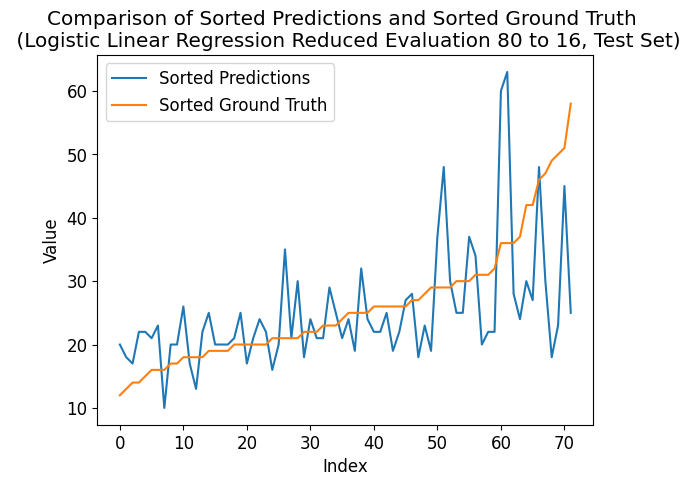 Comparison of Sorted Predictions and Sorted Ground Truth
(Logistic Linear Regression Reduced Evaluation 80 to 16, Test Set)
Sorted Predictions
Sorted Ground Truth
60
50
40
30
20
10
Value
0 10 20 30 40 50 60 70
Index